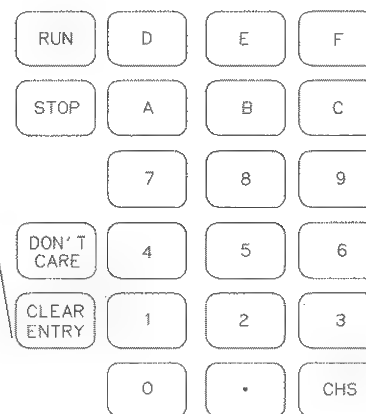 RUN D E F
STOP A B C
7 8 9
DON'T
CARE
4 5 6
CLEAR
ENTRY
1 2 3
0 . CHS